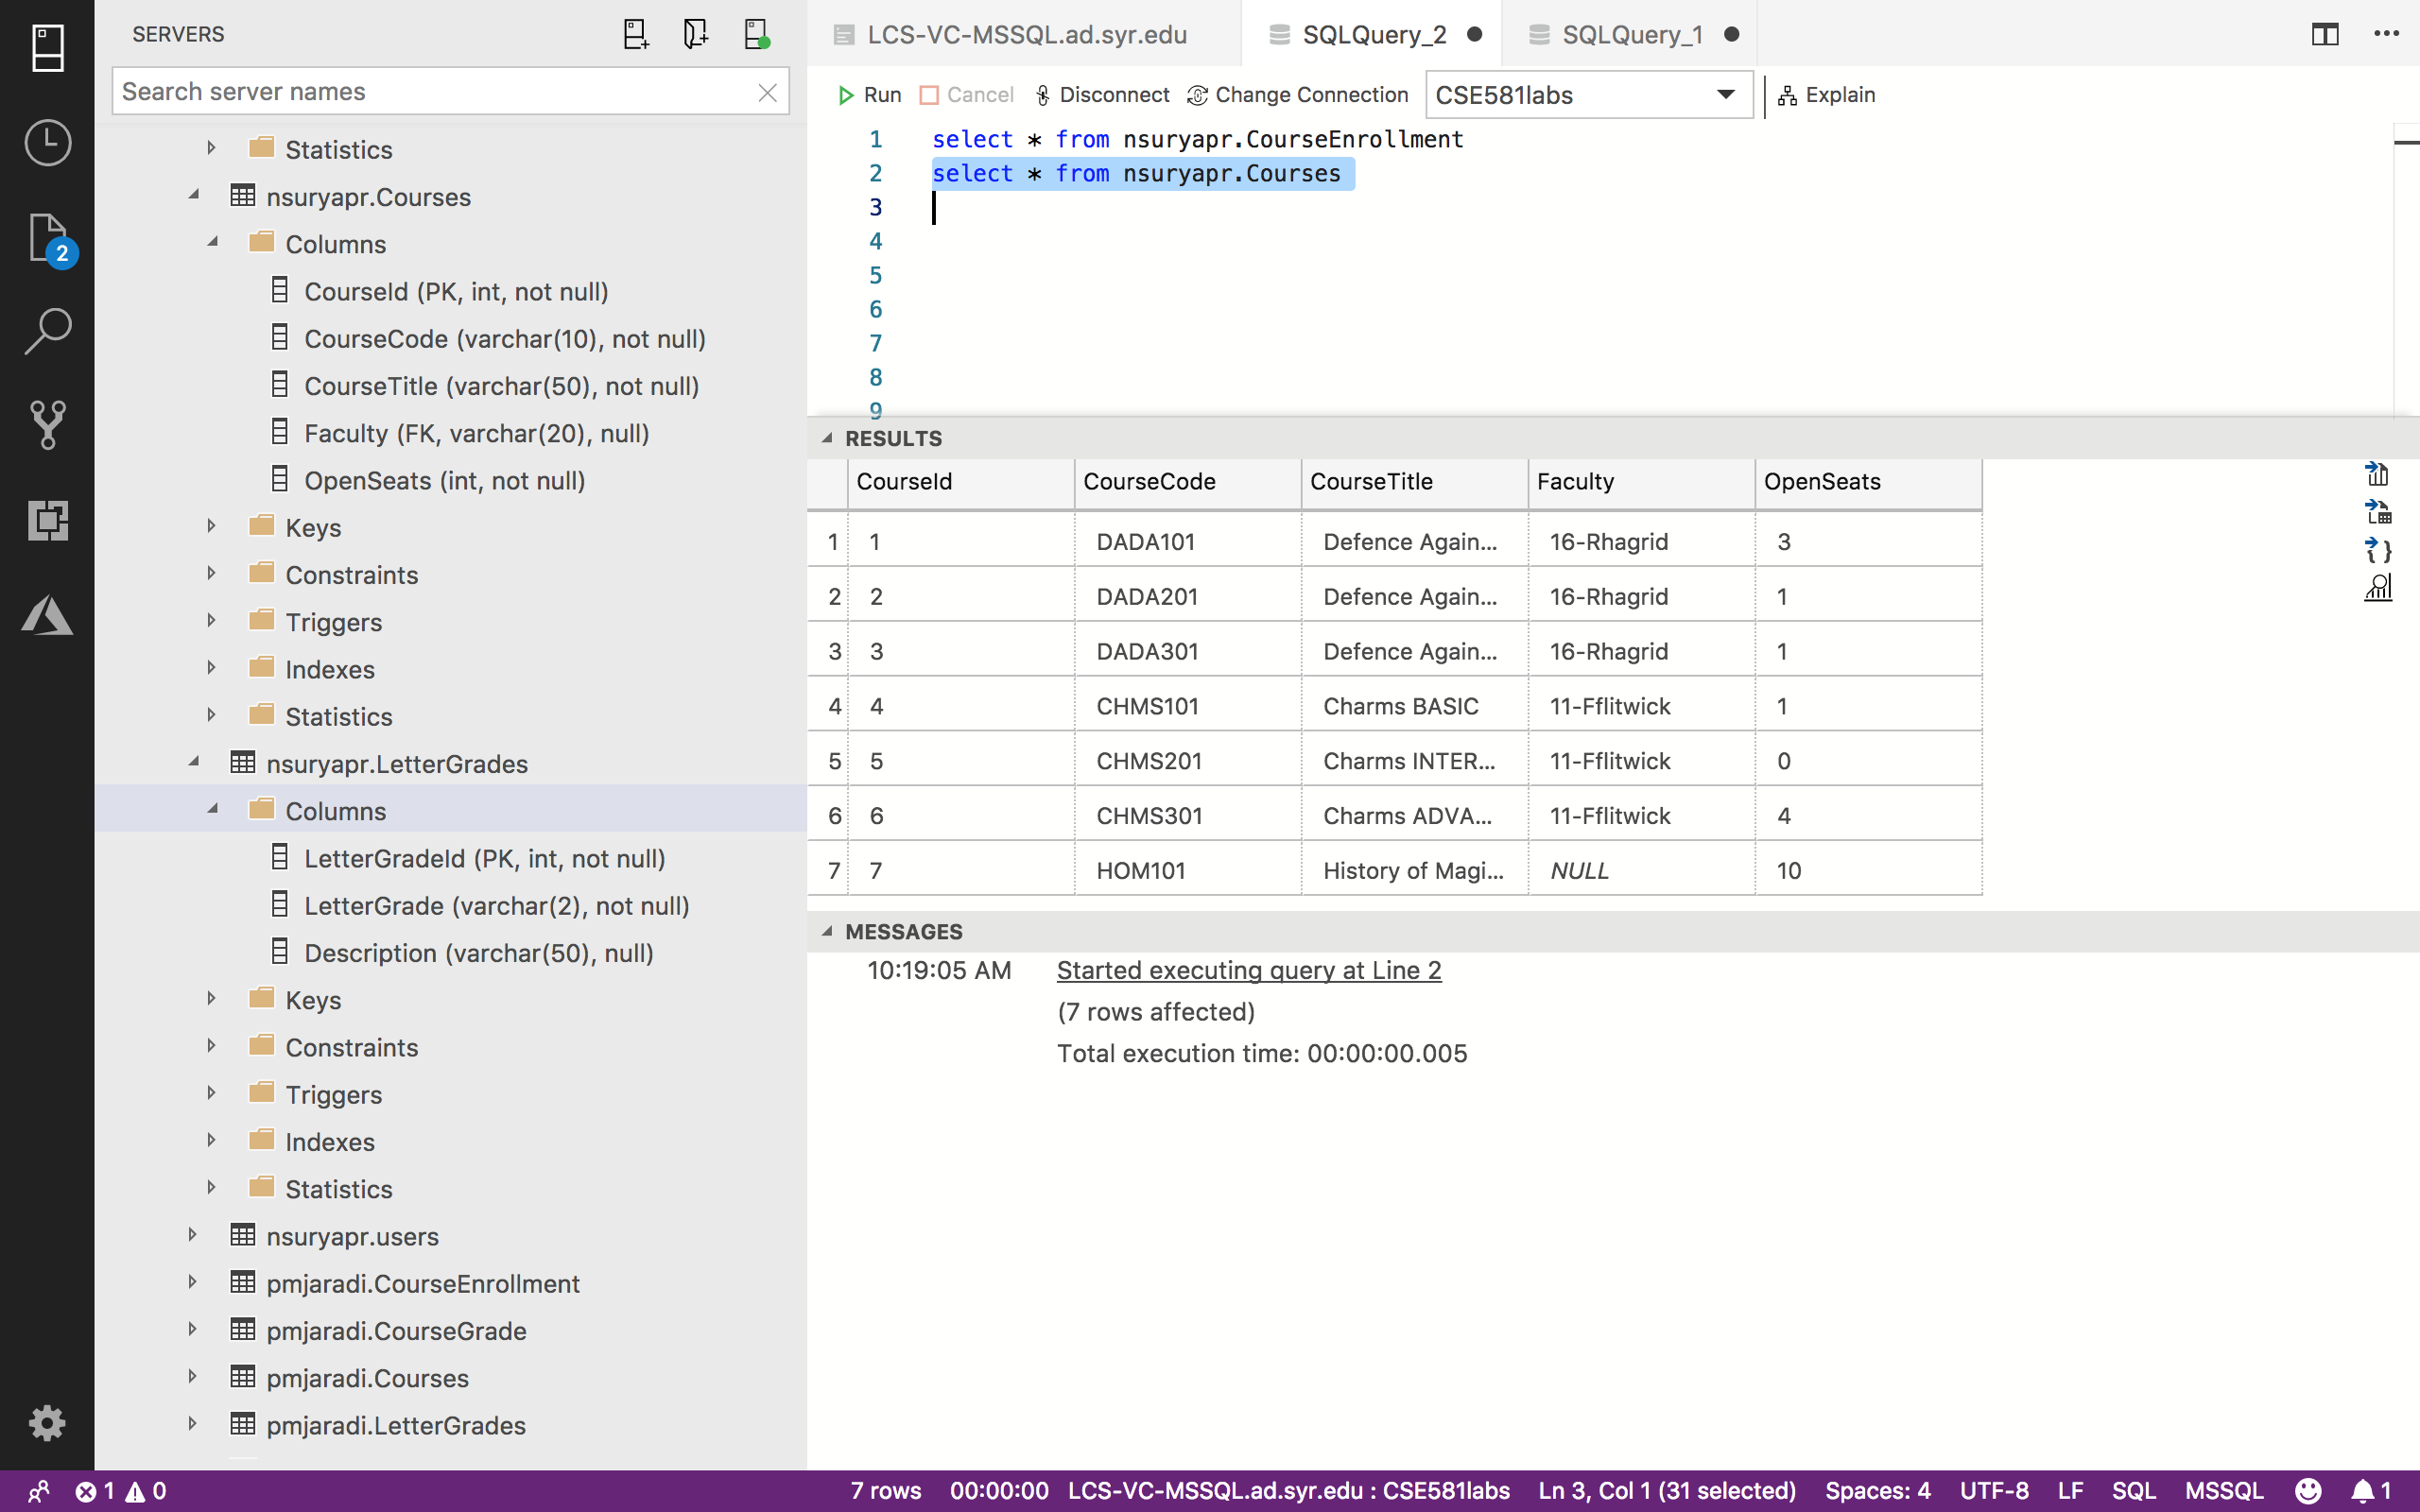 SERVERS
Search server names
Statistics
nsuryapr.Courses
Columns
CourseId (PK, int, not null)
CourseCode (varchar(10), not null)
CourseTitle (varchar(50), not null)
Faculty (FK, varchar(20), null)
OpenSeats (int, not null)
Keys
Constraints
Triggers
Indexes
Statistics
nsuryapr.LetterGrades
Columns
LetterGradeId (PK, int, not null)
LetterGrade (varchar(2), not null)
Description (varchar(50), null)
Keys
Constraints
Triggers
Indexes
Statistics
nsuryapr.users
pmjaradi.CourseEnrollment
pmjaradi.CourseGrade
pmjaradi.Courses
pmjaradi.LetterGrades
2
LCS-VC-MSSQL.ad.syr.edu SQLQuery_2 SQLQuery_1
Run Cancel Disconnect Change Connection CSE581labs Explain
1 select * from nsuryapr.CourseEnrollment
2 select * from nsuryapr.Courses
3
4
5
6
7
8
9
RESULTS
CourseId CourseCode CourseTitle Faculty OpenSeats
1 1 DADA101 Defence Again... 16-Rhagrid 3
2 2 DADA201 Defence Again... 16-Rhagrid 1
3 3 DADA301 Defence Again... 16-Rhagrid 1
4 4 CHMS101 Charms BASIC 11-Fflitwick 1
5 5 CHMS201 Charms INTER... 11-Fflitwick 0
6 6 CHMS301 Charms ADVA... 11-Fflitwick 4
7 7 HOM101 History of Magi... NULL 10
MESSAGES
10:19:05 AM Started executing query at Line 2
(7 rows affected)
Total execution time: 00:00:00.005
1 0 7 rows 00:00:00 LCS-VC-MSSQL.ad.syr.edu : CSE581labs Ln 3, Col 1 (31 selected) Spaces: 4 UTF-8 LF SQL MSSQL 1